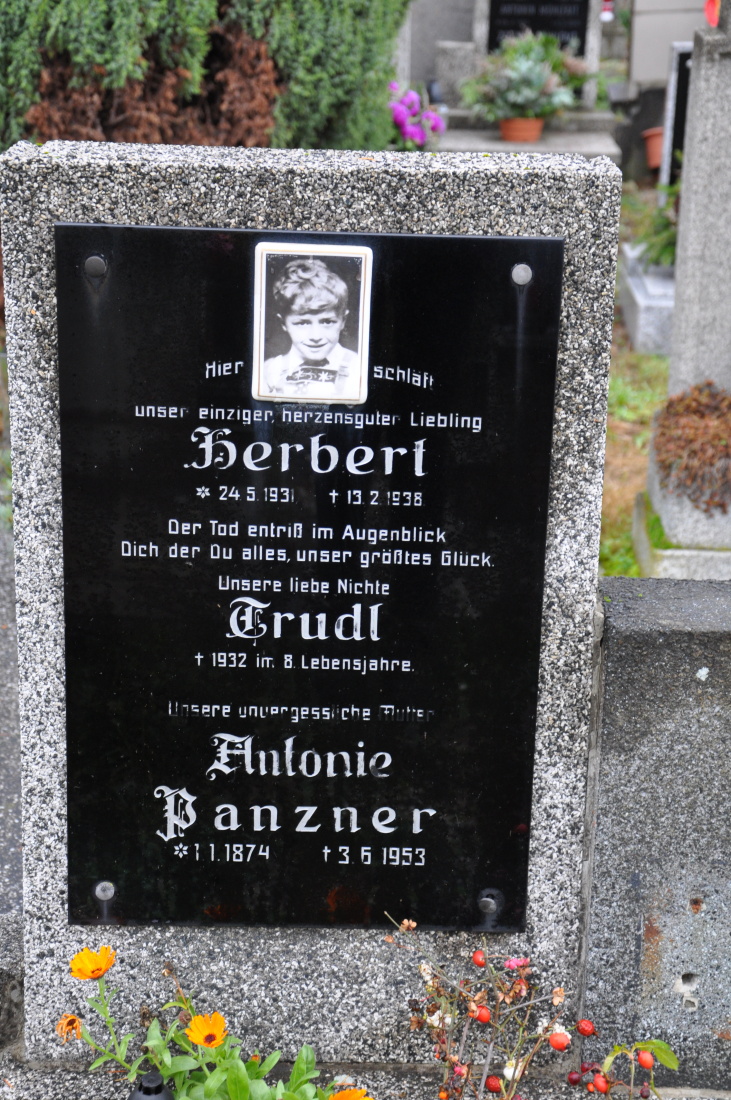 Hier schläft
unser einziger, herzensguter Liebling
Herbert
* 24.5.1931 † 13.2.1938
Der Tod entriß im Augenblick
Dich der Du alles, unser größtes Glück.
Unsere liebe Nichte
Trudl
† 1932 im 8. Lebensjahre.
Unsere unvergessliche Mutter
Antonie
Panzner
* 1.1.1874 † 3.6.1953